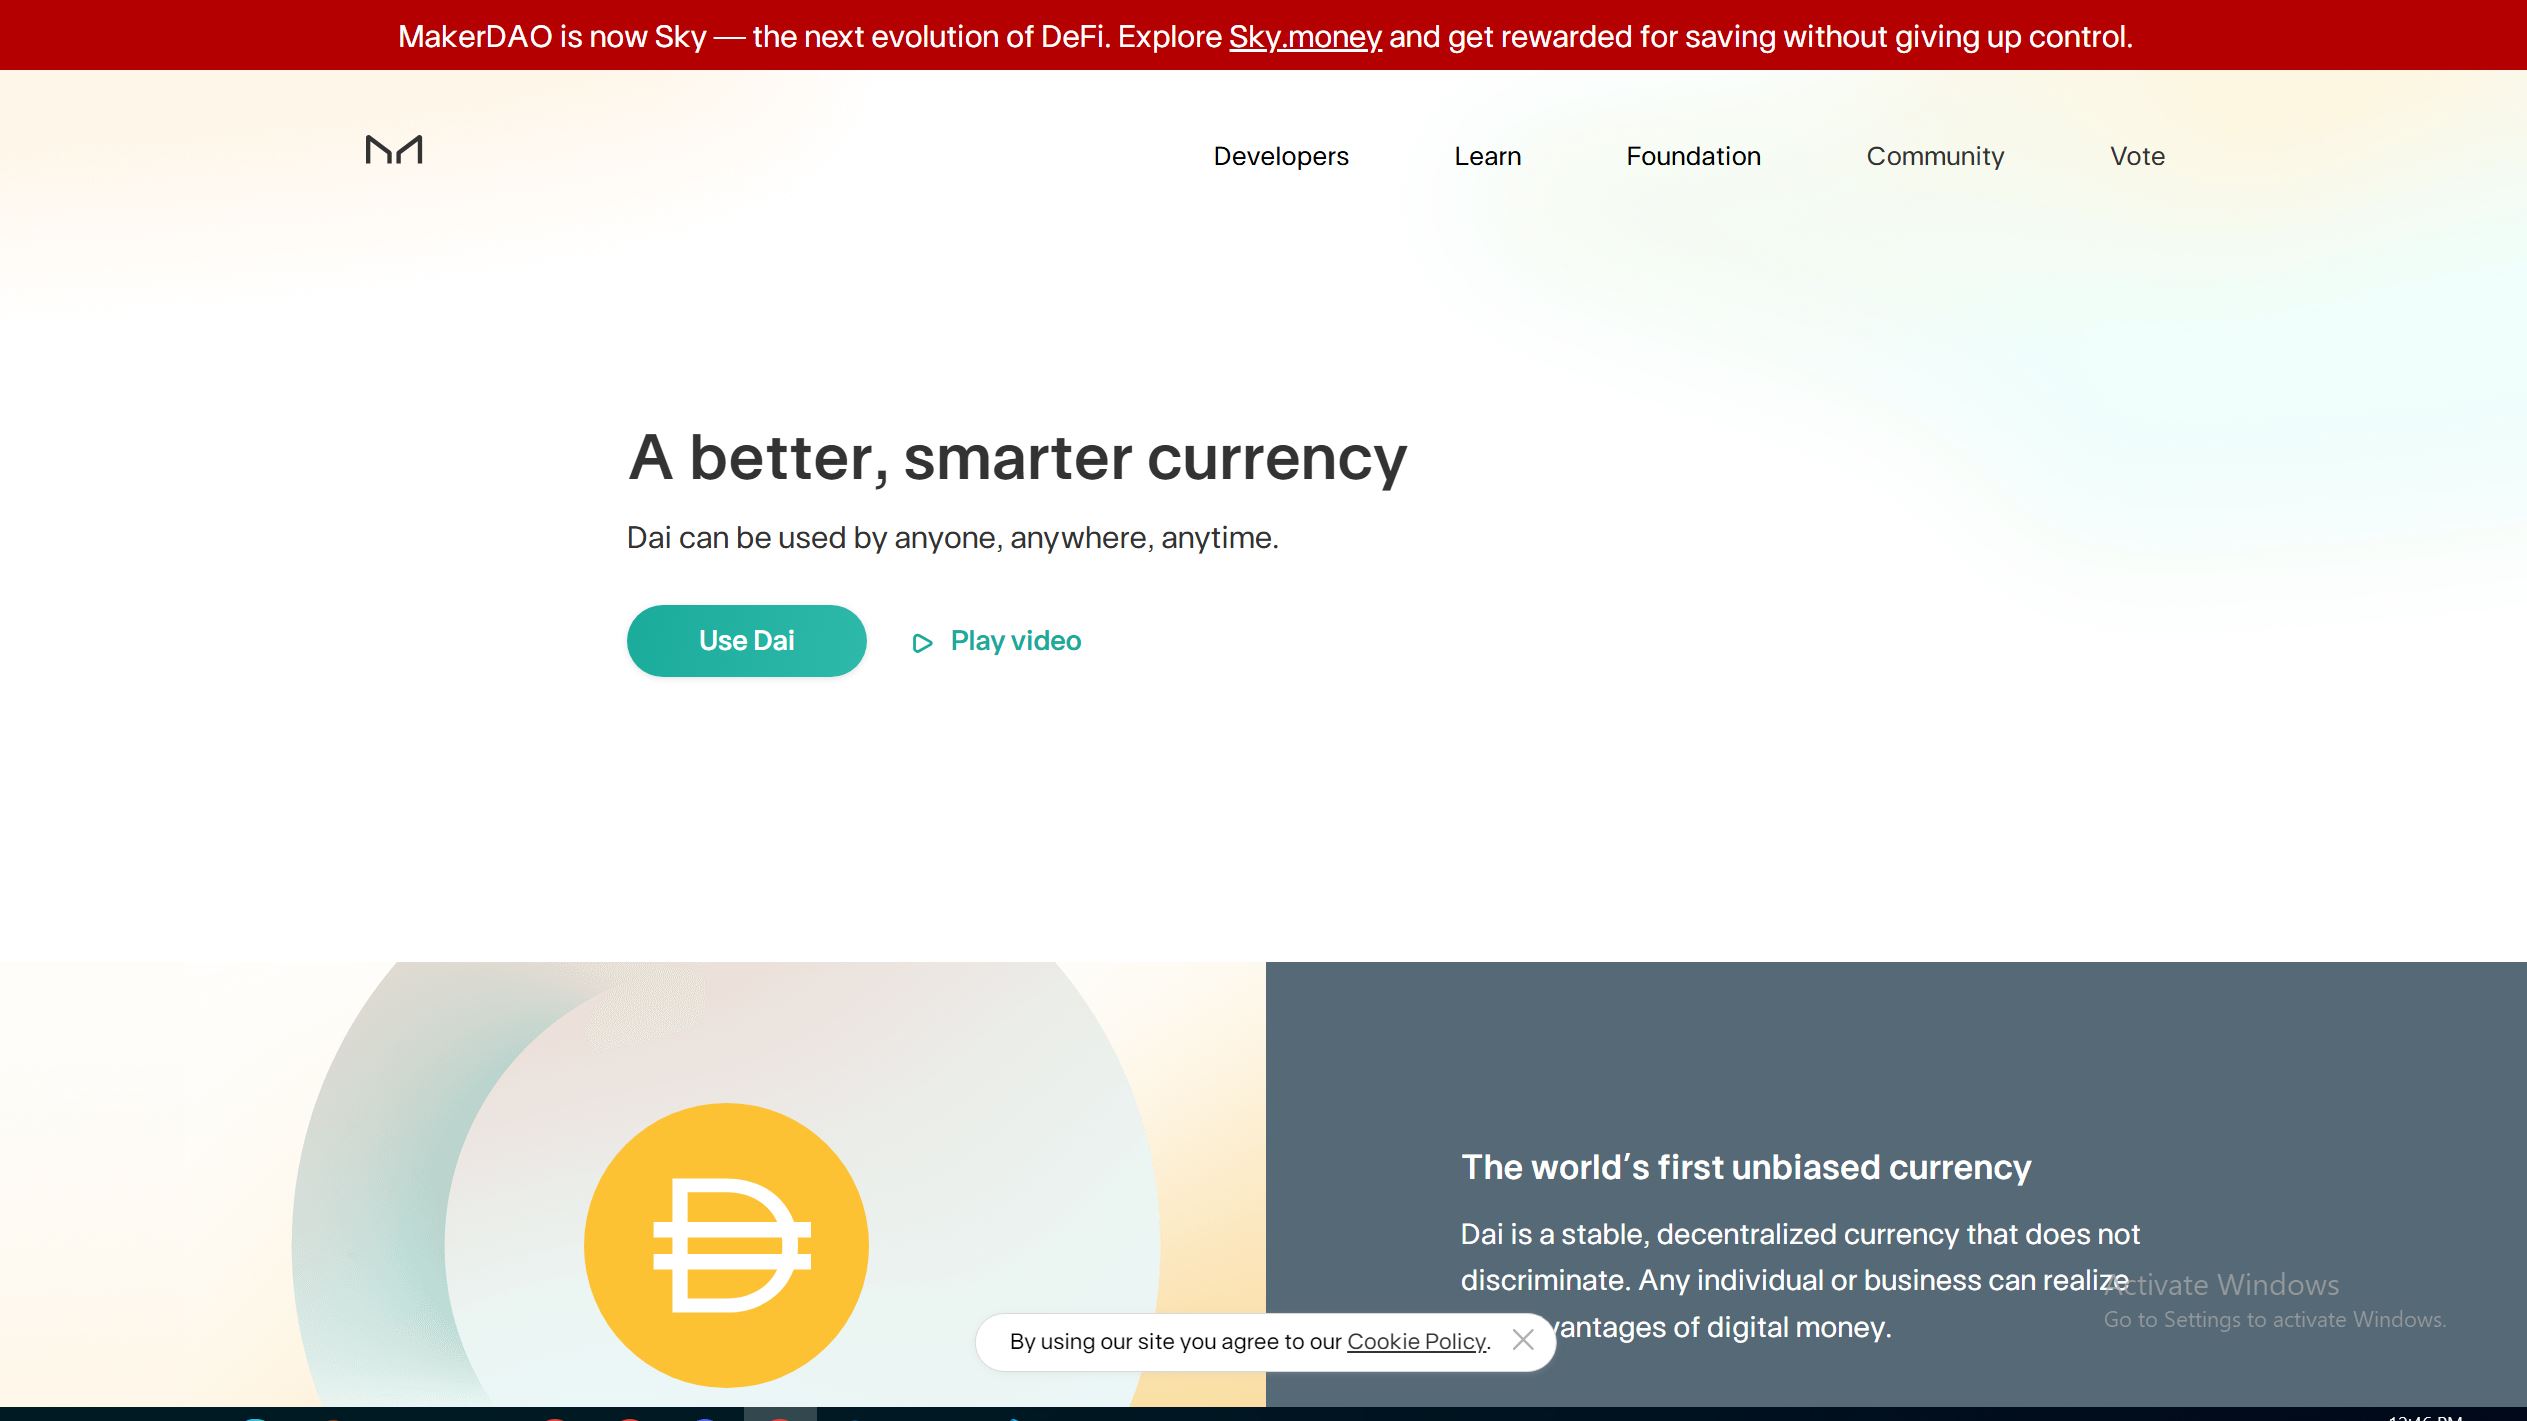 MakerDAO is now Sky — the next evolution of DeFi. Explore Sky.money and get rewarded for saving without giving up control.
Developers
Learn
Foundation
Community
Vote
A better, smarter currency
Dai can be used by anyone, anywhere, anytime.
Use Dai
Play video
The world’s first unbiased currency
Dai is a stable, decentralized currency that does not
discriminate. Any individual or business can realize
of digital money.
Activate Windows
Go to Settings to activate Windows.
By using our site you agree to our Cookie Policy.